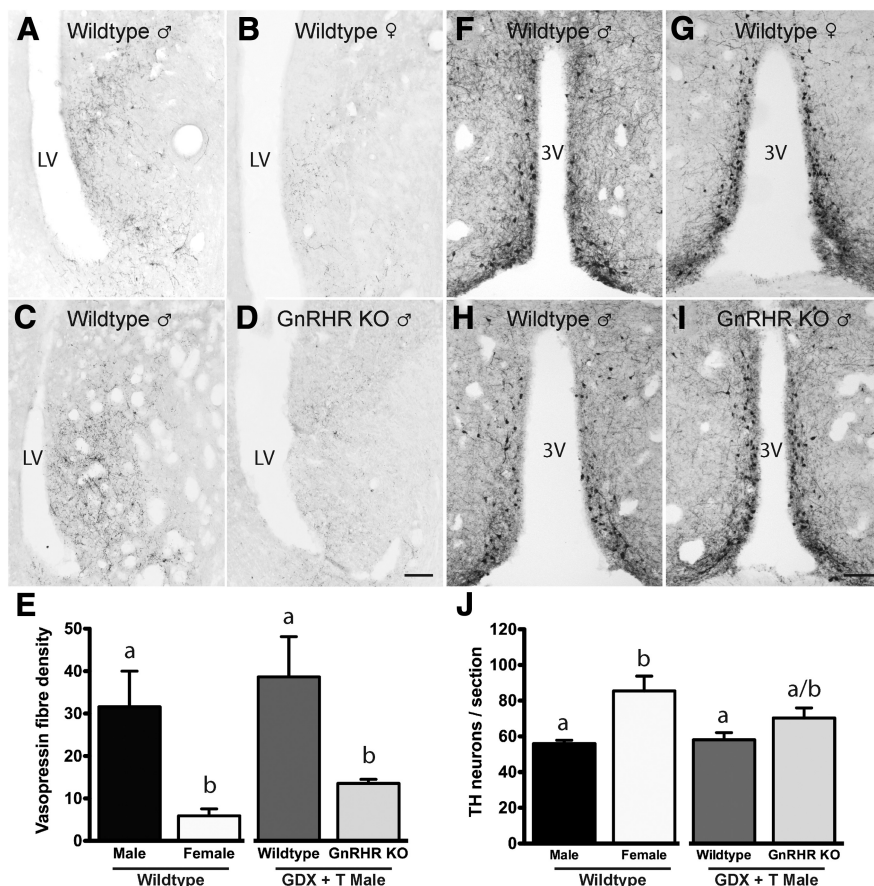 A Wildtype ♂
B Wildtype ♀
F Wildtype ♂
G Wildtype ♀
LV
LV
3V
3V
C Wildtype ♂
D GnRHR KO ♂
H Wildtype ♂
I GnRHR KO ♂
LV
LV
3V
3V
E
Vasopressin fibre density
50
40
30
20
10
0
a
b
a
b
Male
Female
Wildtype
GnRHR KO
Wildtype
GDX + T Male
J
TH neurons / section
120
100
80
60
40
20
0
a
b
a
a/b
Male
Female
Wildtype
GnRHR KO
Wildtype
GDX + T Male